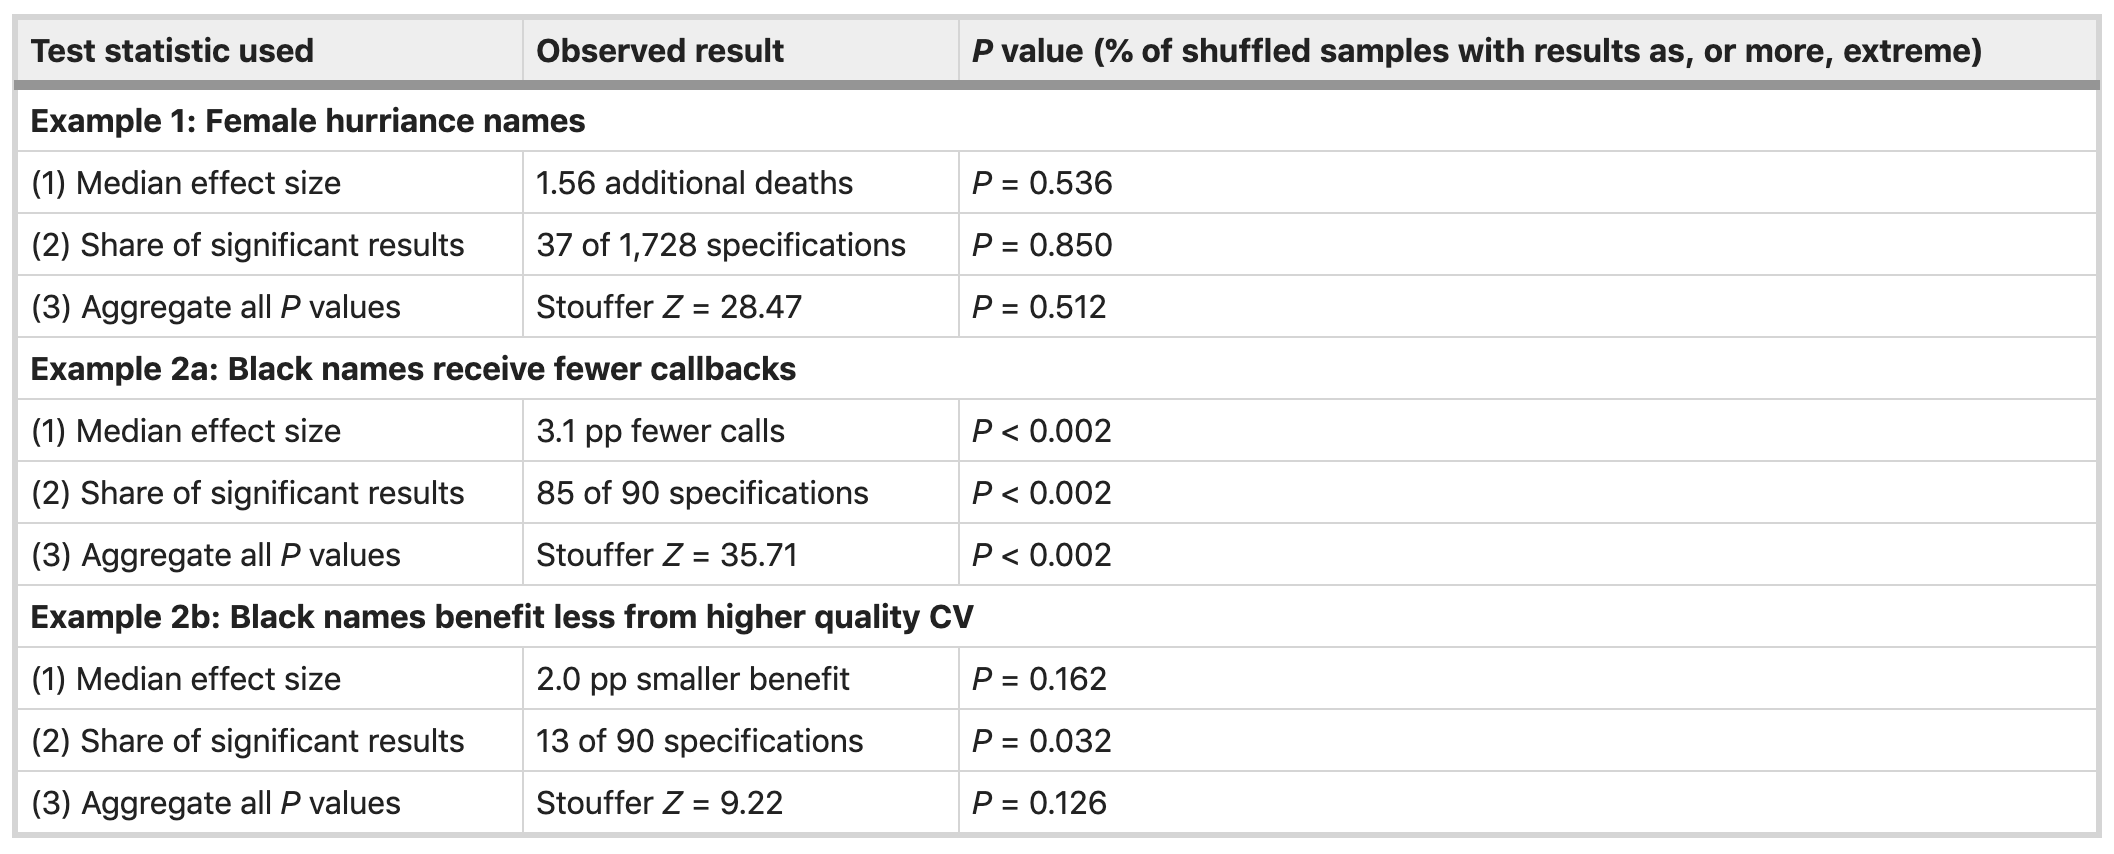 Test statistic used Observed result P value (% of shuffled samples with results as, or more, extreme)
Example 1: Female hurriance names
(1) Median effect size 1.56 additional deaths P = 0.536
(2) Share of significant results 37 of 1,728 specifications P = 0.850
(3) Aggregate all P values Stouffer Z = 28.47 P = 0.512
Example 2a: Black names receive fewer callbacks
(1) Median effect size 3.1 pp fewer calls P < 0.002
(2) Share of significant results 85 of 90 specifications P < 0.002
(3) Aggregate all P values Stouffer Z = 35.71 P < 0.002
Example 2b: Black names benefit less from higher quality CV
(1) Median effect size 2.0 pp smaller benefit P = 0.162
(2) Share of significant results 13 of 90 specifications P = 0.032
(3) Aggregate all P values Stouffer Z = 9.22 P = 0.126